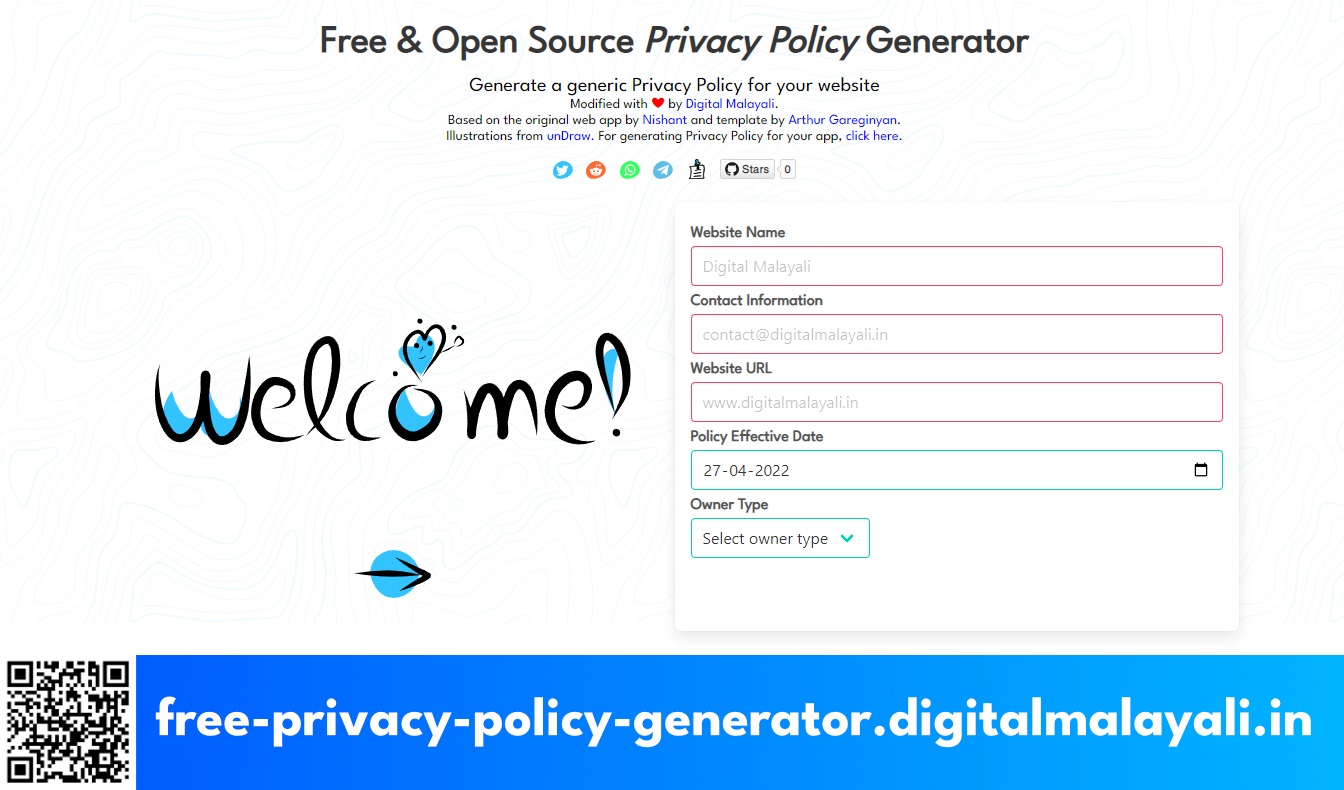 Free & Open Source Privacy Policy Generator
Generate a generic Privacy Policy for your website
Modified with ❤ by Digital Malayali.
Based on the original web app by Nishant and template by Arthur Gareginyan.
Illustrations from unDraw. For generating Privacy Policy for your app, click here.
Stars 0
Website Name
Digital Malayali
Contact Information
contact@digitalmalayali.in
Website URL
www.digitalmalayali.in
Policy Effective Date
27-04-2022
Owner Type
Select owner type
welcome!
free-privacy-policy-generator.digitalmalayali.in